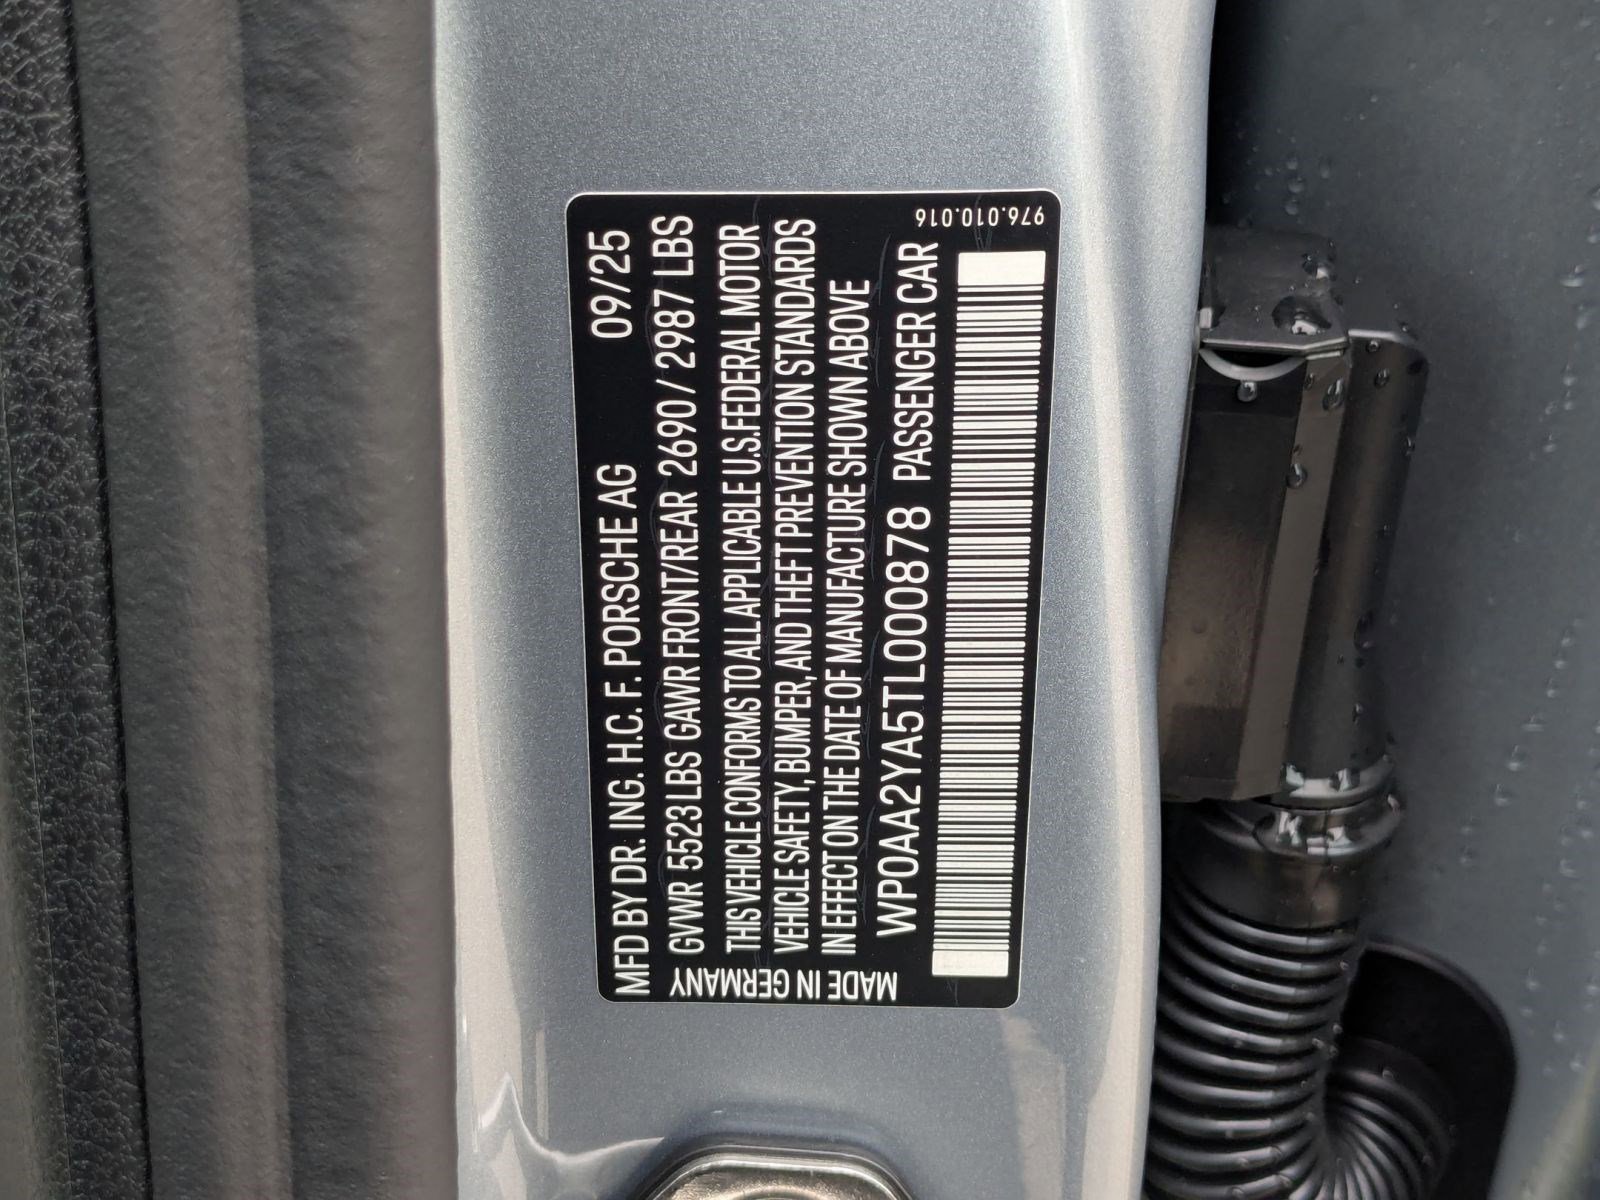 MFD BY DR. ING. H.C. F. PORSCHE AG 09/25
GVWR 5523 LBS GAWR FRONT/REAR 2690 / 2987 LBS
THIS VEHICLE CONFORMS TO ALL APPLICABLE U.S.FEDERAL MOTOR
VEHICLE SAFETY, BUMPER, AND THEFT PREVENTION STANDARDS
IN EFFECT ON THE DATE OF MANUFACTURE SHOWN ABOVE
WP0AA2YA5TL000878 PASSENGER CAR
MADE IN GERMANY
976.010.016